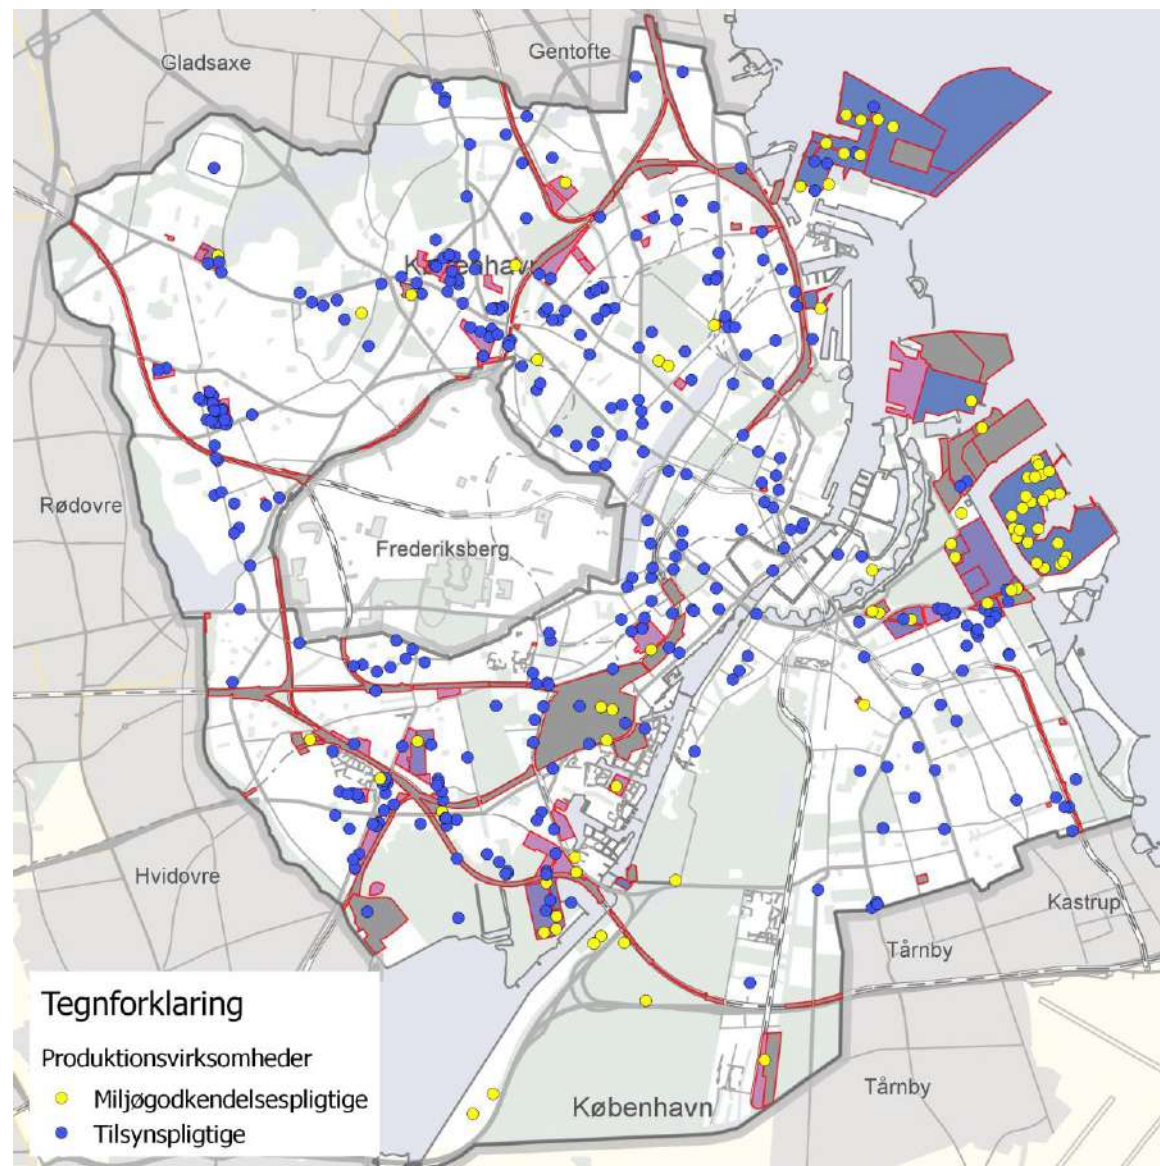 Gentofte
Gladsaxe
København
Rødovre
Frederiksberg
Hvidovre
Kastrup
Tårnby
Tårnby
København
Tegnforklaring
Produktionsvirksomheder
Miljøgodkendelsespligtige
Tilsynspligtige